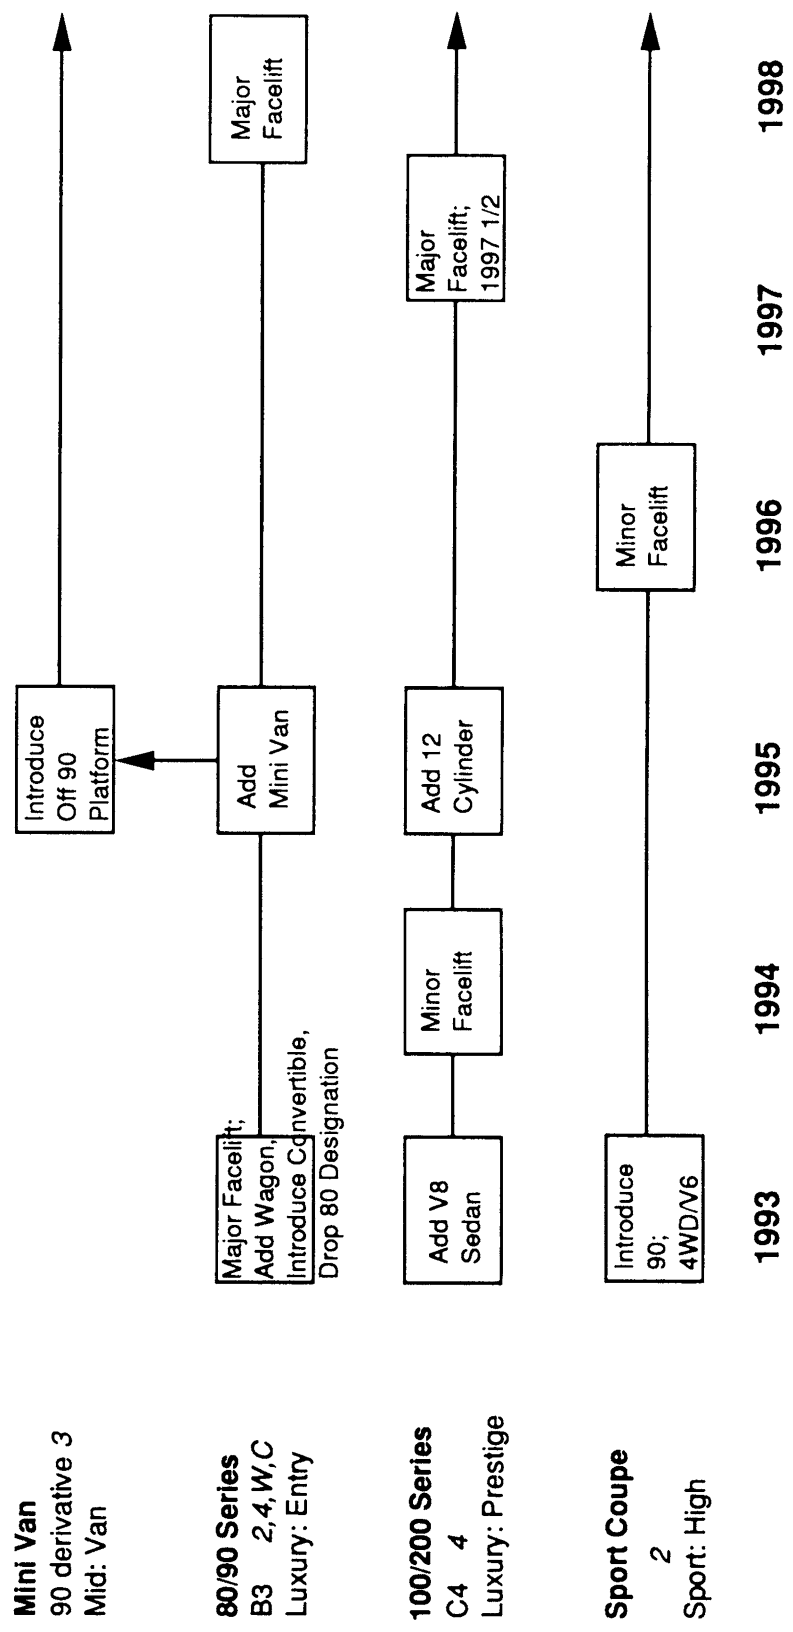 Mini Van
90 derivative 3
Mid: Van
Introduce
Off 90
Platform
80/90 Series
B3 2,4,W,C
Luxury: Entry
Major Facelift;
Add Wagon,
Introduce Convertible,
Drop 80 Designation
Add
Mini Van
Major
Facelift
100/200 Series
C4 4
Luxury: Prestige
Add V8
Sedan
Minor
Facelift
Add 12
Cylinder
Major
Facelift;
1997 1/2
Sport Coupe
2
Sport: High
Introduce
90;
4WD/V6
Minor
Facelift
1993 1994 1995 1996 1997 1998